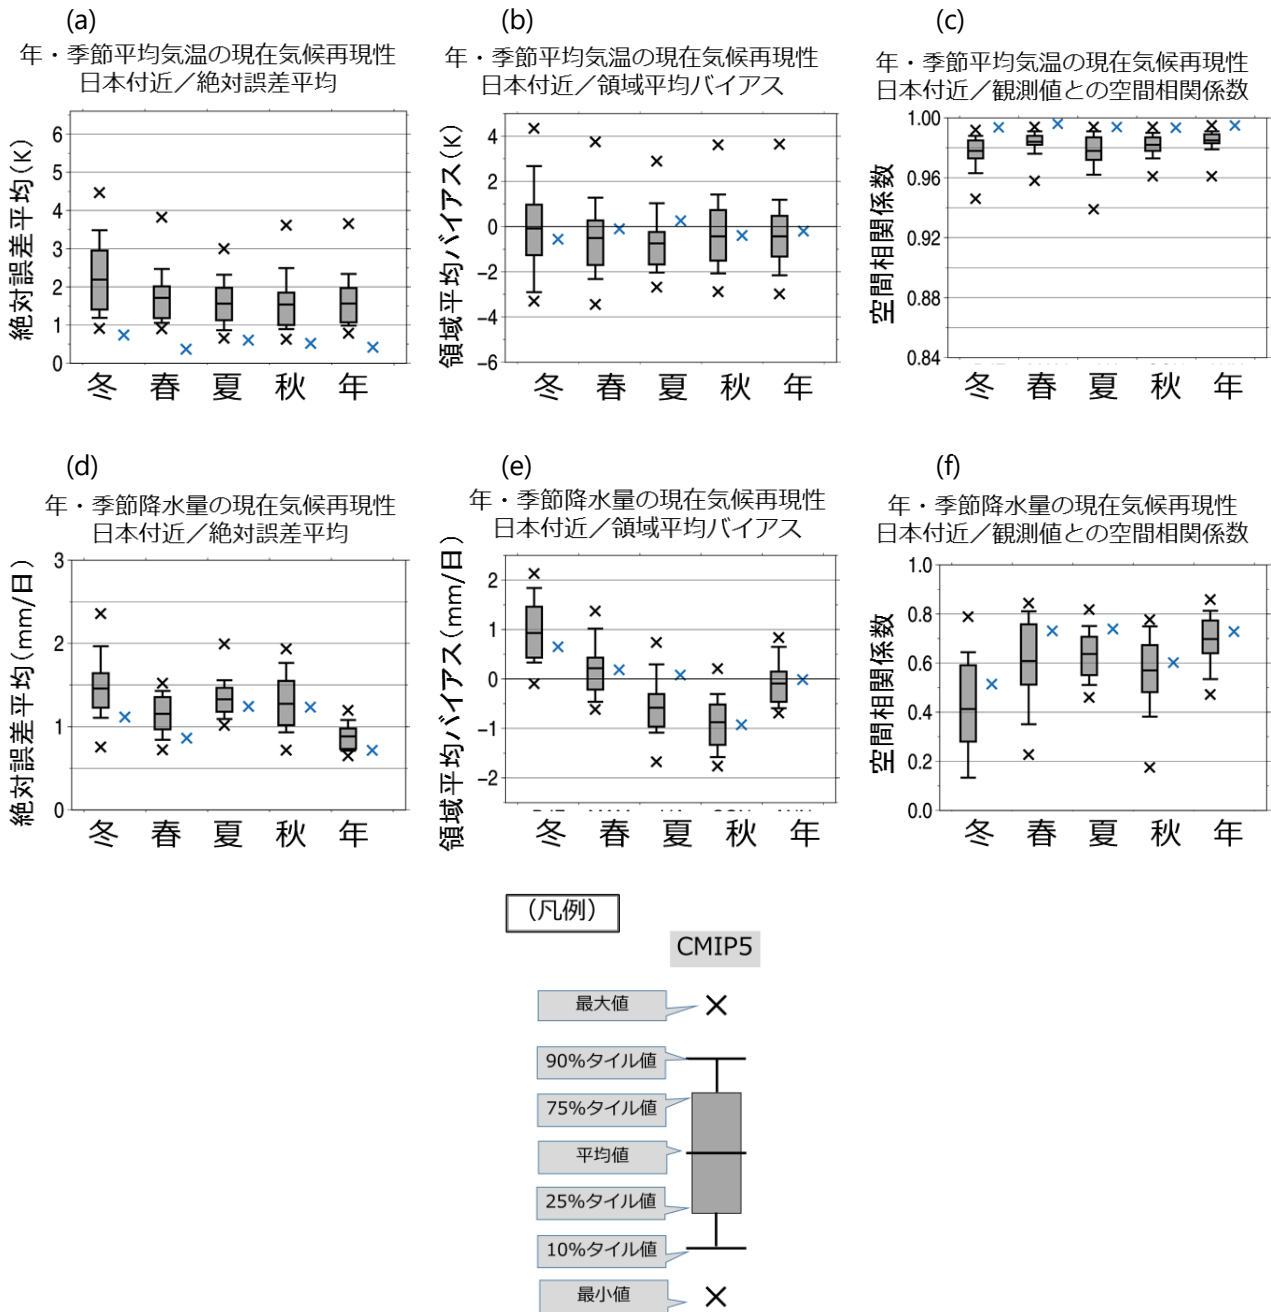 (a)
年・季節平均気温の現在気候再現性
日本付近／絶対誤差平均
絶対誤差平均(K)
6
5
4
3
2
1
0
冬 春 夏 秋 年
(b)
年・季節平均気温の現在気候再現性
日本付近／領域平均バイアス
領域平均バイアス(K)
4
2
0
−2
−4
−6
冬 春 夏 秋 年
(c)
年・季節平均気温の現在気候再現性
日本付近／観測値との空間相関係数
空間相関係数
1.00
0.96
0.92
0.88
0.84
冬 春 夏 秋 年
(d)
年・季節降水量の現在気候再現性
日本付近／絶対誤差平均
絶対誤差平均(mm/日)
3
2
1
0
冬 春 夏 秋 年
(e)
年・季節降水量の現在気候再現性
日本付近／領域平均バイアス
領域平均バイアス(mm/日)
2
1
0
−1
−2
冬 春 夏 秋 年
(f)
年・季節降水量の現在気候再現性
日本付近／観測値との空間相関係数
空間相関係数
1.0
0.8
0.6
0.4
0.2
0.0
冬 春 夏 秋 年
（凡例）
CMIP5
最大値
90%タイル値
75%タイル値
平均値
25%タイル値
10%タイル値
最小値